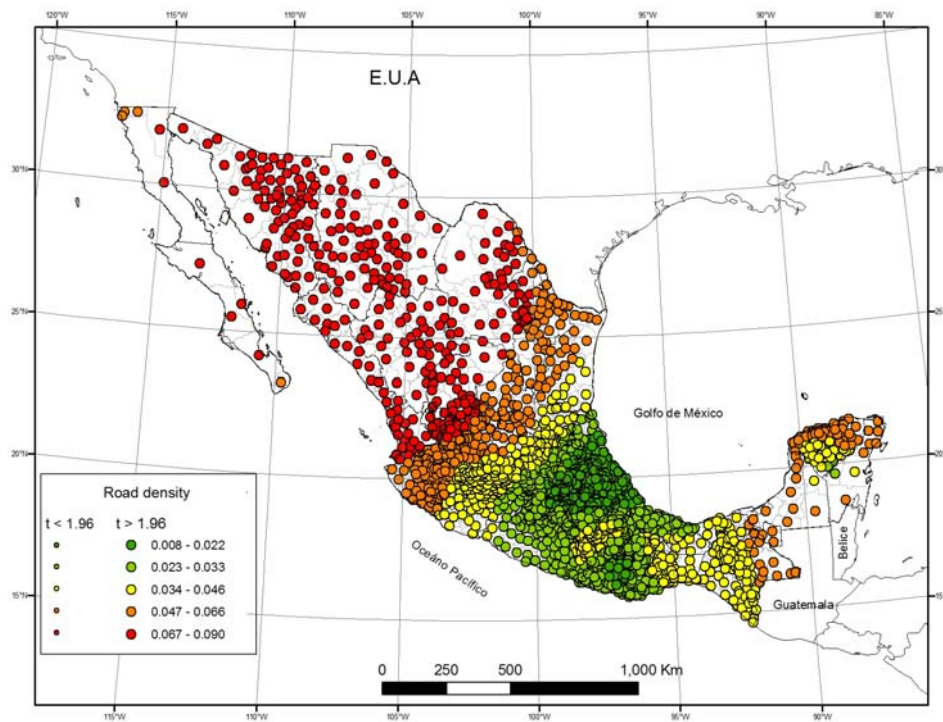 120°W 115°W 110°W 105°W 100°W 95°W 90°W 85°W
E.U.A
30°N 30°N
25°N 25°N
Golfo de México
20°N 20°N
Road density
t < 1.96 t > 1.96
0.008 - 0.022
0.023 - 0.033
0.034 - 0.046
0.047 - 0.066
0.067 - 0.090
Océano Pacífico
Belice
Guatemala
15°N 15°N
0 250 500 1,000 Km
115°W 110°W 105°W 100°W 95°W 90°W